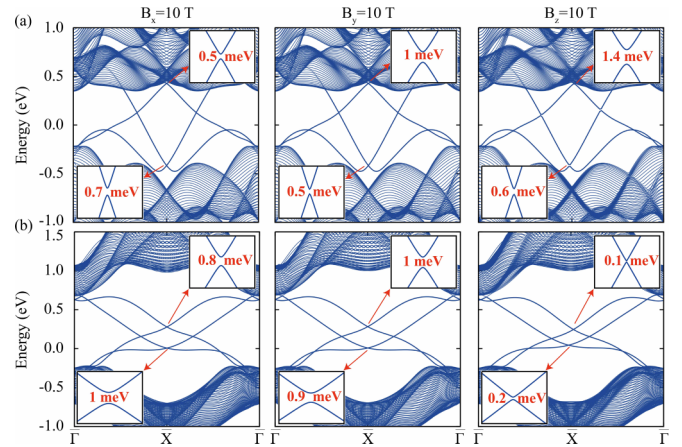 B_x=10 T B_y=10 T B_z=10 T
(a)
1.0
0.5
0.0
-0.5
-1.0
Energy (eV)
0.5 meV
0.7 meV
1 meV
0.5 meV
1.4 meV
0.6 meV
(b)
1.5
1.0
0.5
0.0
-0.5
-1.0
Energy (eV)
0.8 meV
1 meV
1 meV
0.9 meV
0.1 meV
0.2 meV
Γ̅ X̅ Γ̅ Γ̅ X̅ Γ̅ Γ̅ X̅ Γ̅